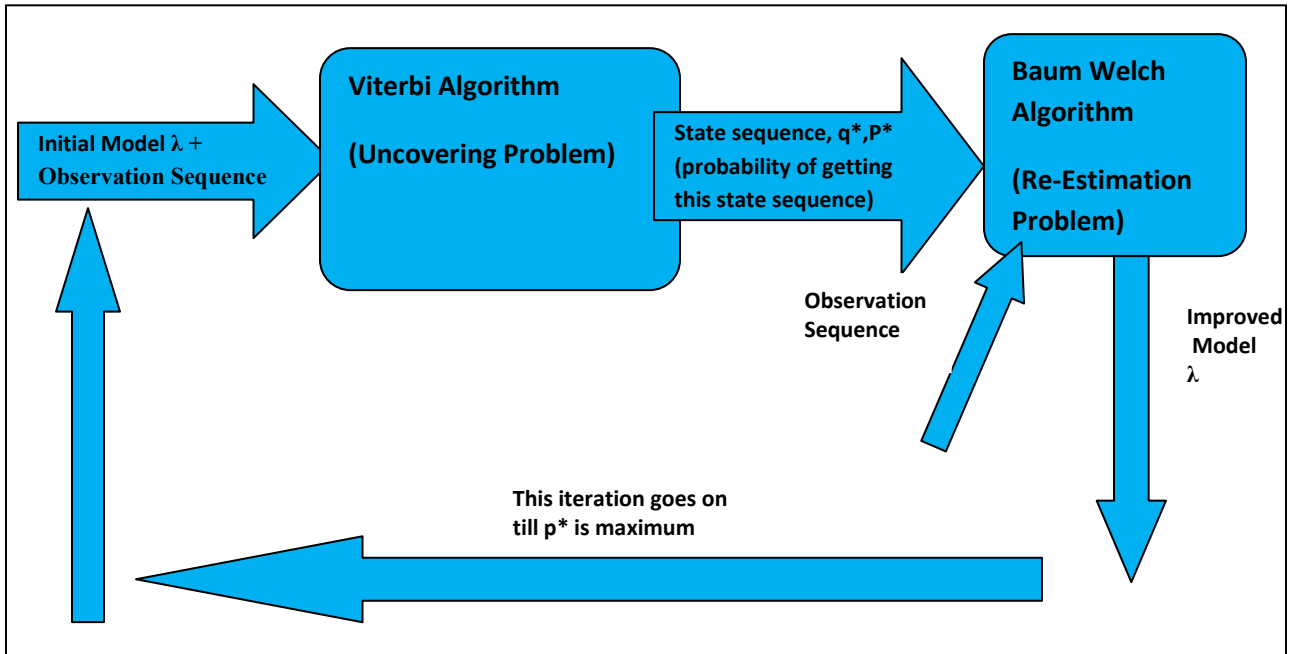 Initial Model λ +
Observation Sequence
Viterbi Algorithm
(Uncovering Problem)
State sequence, q*,P*
(probability of getting
this state sequence)
Baum Welch
Algorithm
(Re-Estimation
Problem)
Observation
Sequence
Improved
Model
λ
This iteration goes on
till p* is maximum